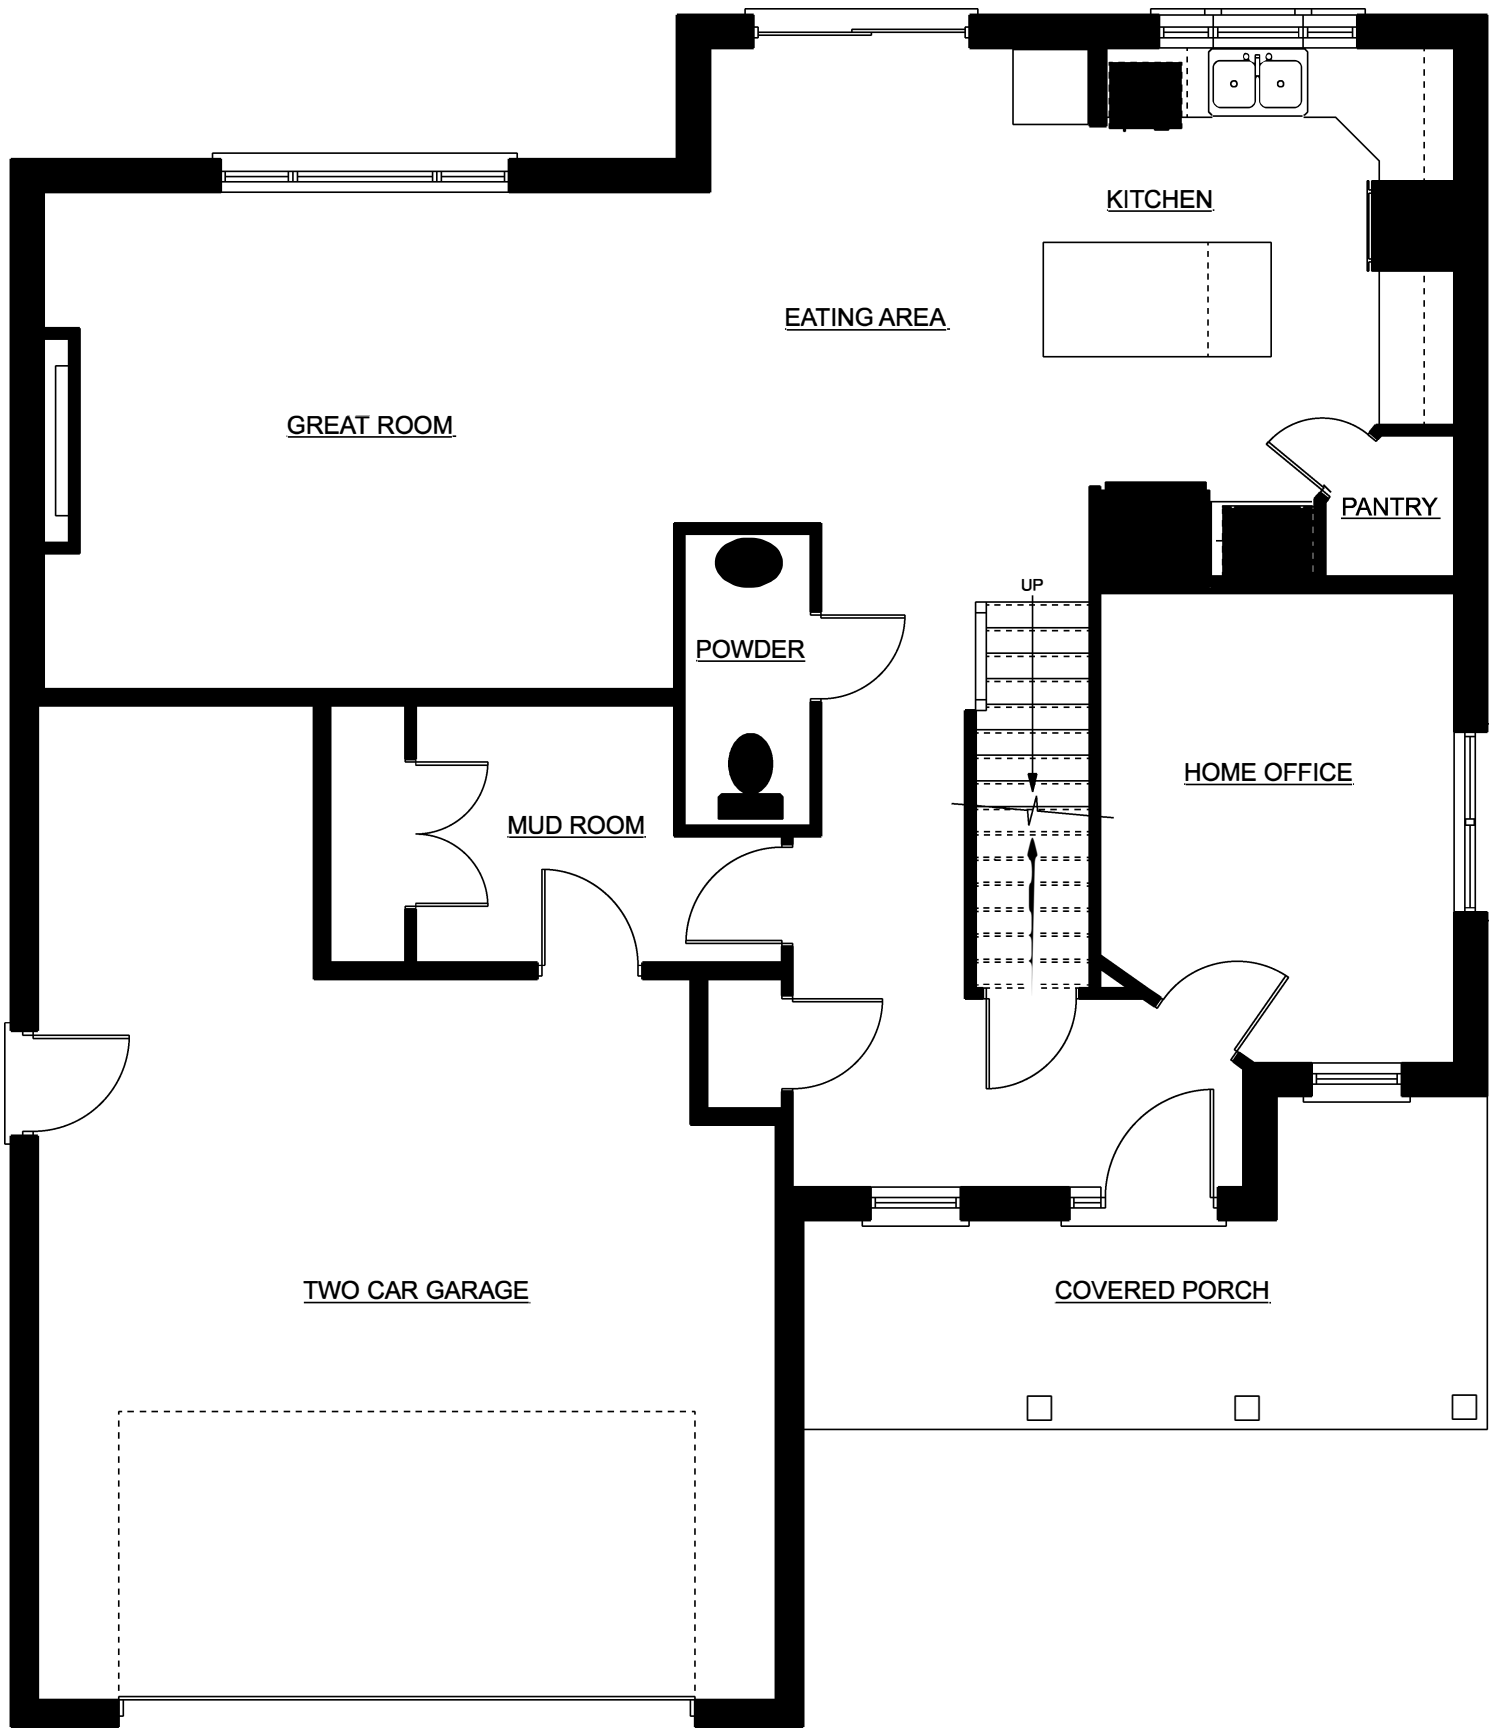 KITCHEN
EATING AREA
GREAT ROOM
PANTRY
UP
POWDER
HOME OFFICE
MUD ROOM
TWO CAR GARAGE
COVERED PORCH